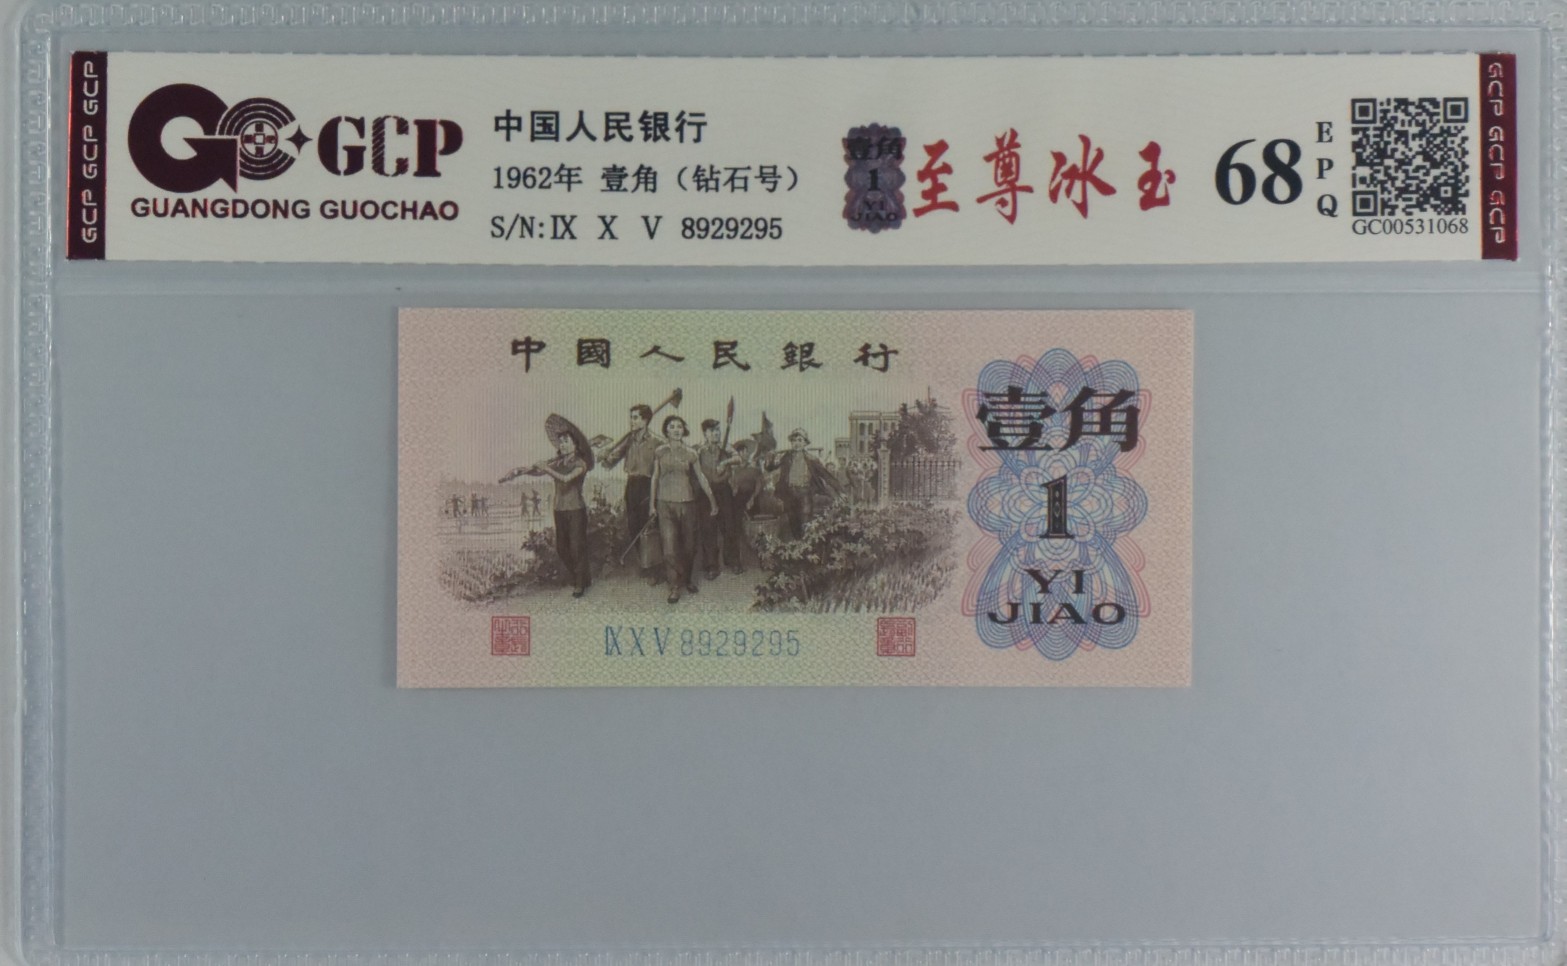 GCP GCP GCP
GCP
GUANGDONG GUOCHAO
中国人民银行
1962年 壹角（钻石号）
S/N:Ⅸ Ⅹ Ⅴ 8929295
壹角
1
YI
JIAO
至尊冰玉
68
EPQ
GC00531068
GCP GCP GCP
中國人民銀行
壹角
1
YI
JIAO
ⅨⅩⅤ8929295